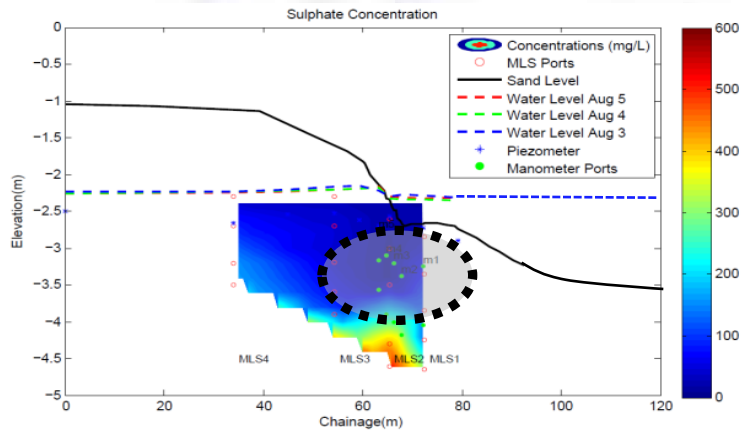 Sulphate Concentration
Concentrations (mg/L)
MLS Ports
Sand Level
Water Level Aug 5
Water Level Aug 4
Water Level Aug 3
Piezometer
Manometer Ports
Elevation(m)
0
−0.5
−1
−1.5
−2
−2.5
−3
−3.5
−4
−4.5
−5
m1
MLS4 MLS3 MLS2 MLS1
0 20 40 60 80 100 120
Chainage(m)
600
500
400
300
200
100
0